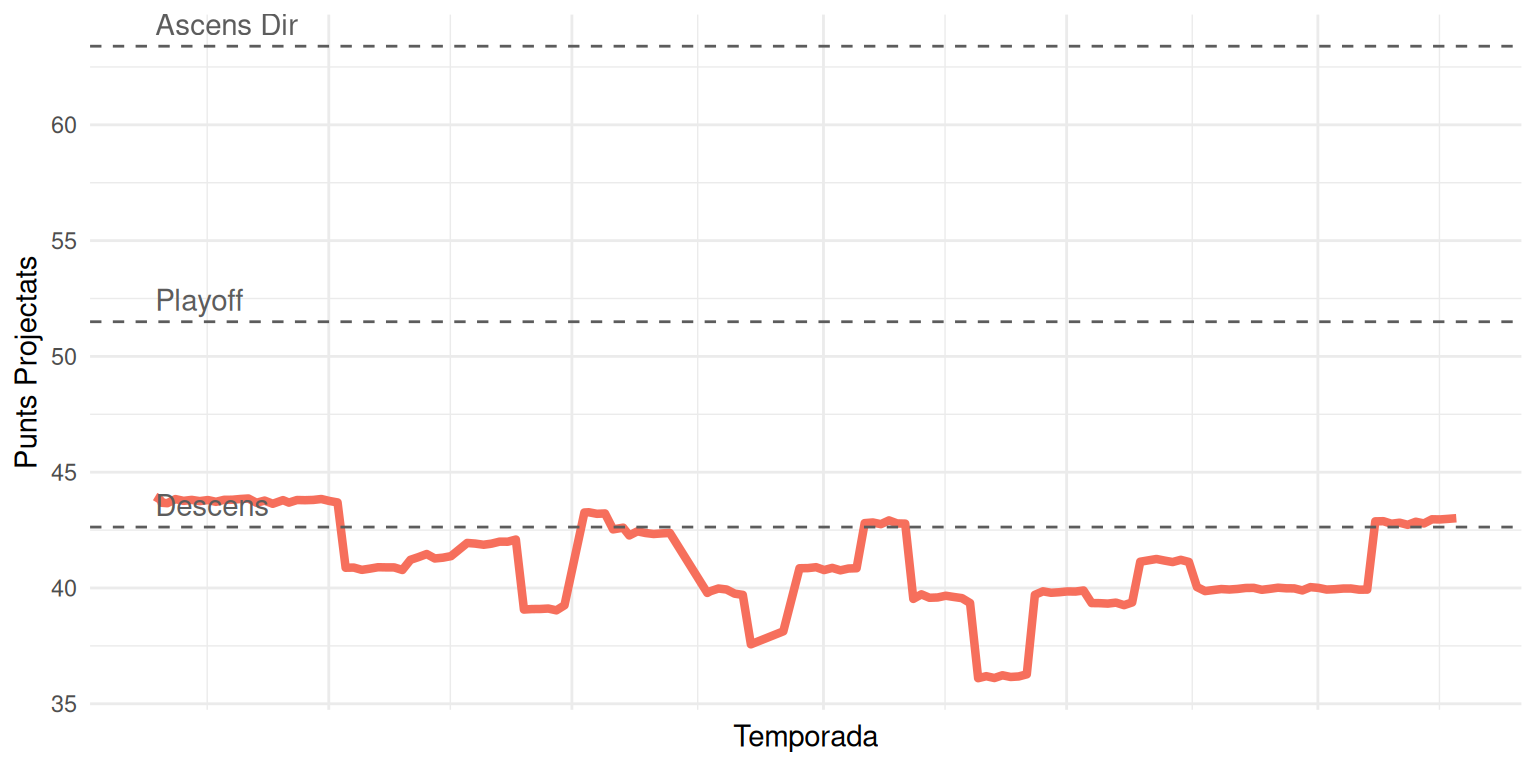 Ascens Dir
60
55
Playoff
50
45
Descens
40
35
Punts Projectats
Temporada